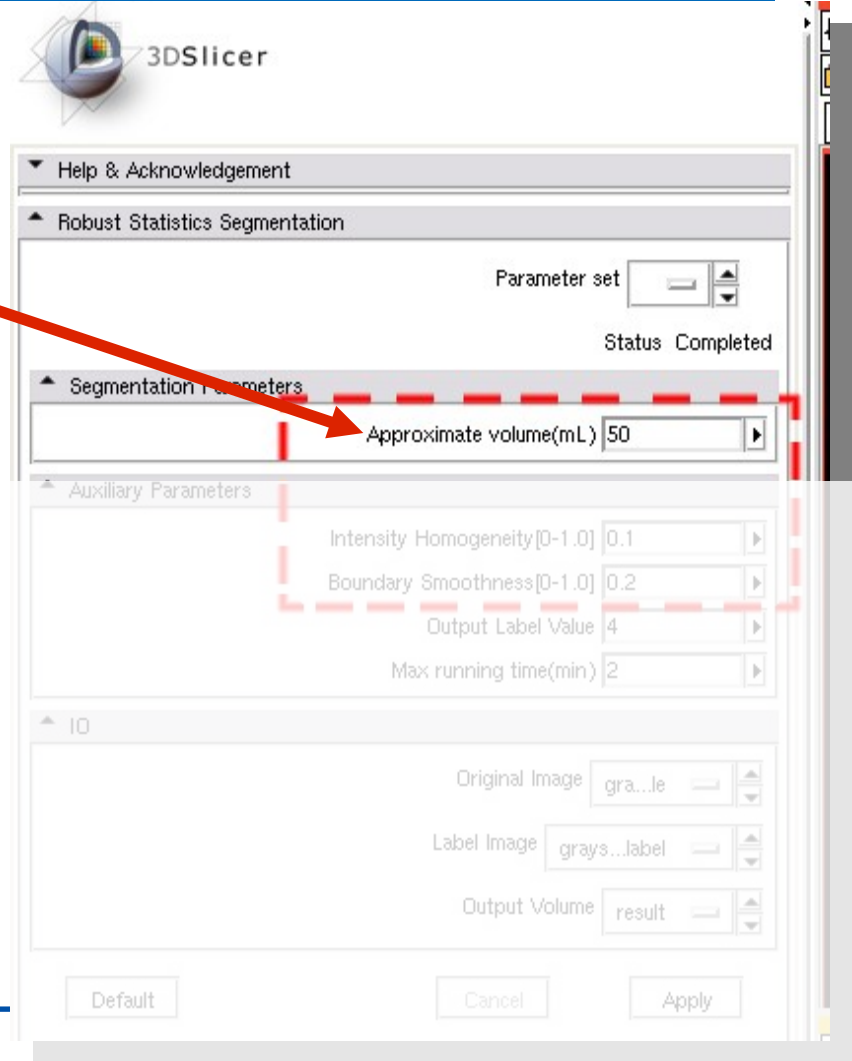 3DSlicer
Help & Acknowledgement
Robust Statistics Segmentation
Parameter set
Status Completed
Segmentation Parameters
Approximate volume(mL) 50
Auxiliary Parameters
Intensity Homogeneity[0-1.0] 0.1
Boundary Smoothness[0-1.0] 0.2
Output Label Value 4
Max running time(min) 2
IO
Original Image gra...le
Label Image grays...label
Output Volume result
Default Cancel Apply